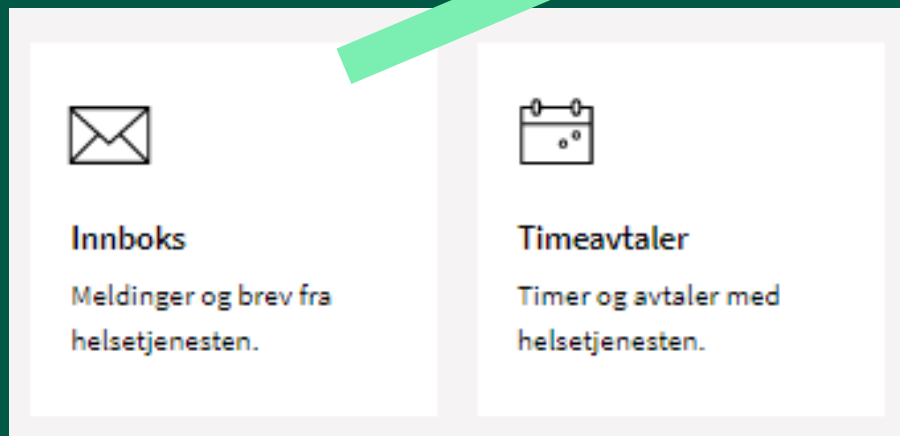 Innboks
Meldinger og brev fra
helsetjenesten.
Timeavtaler
Timer og avtaler med
helsetjenesten.